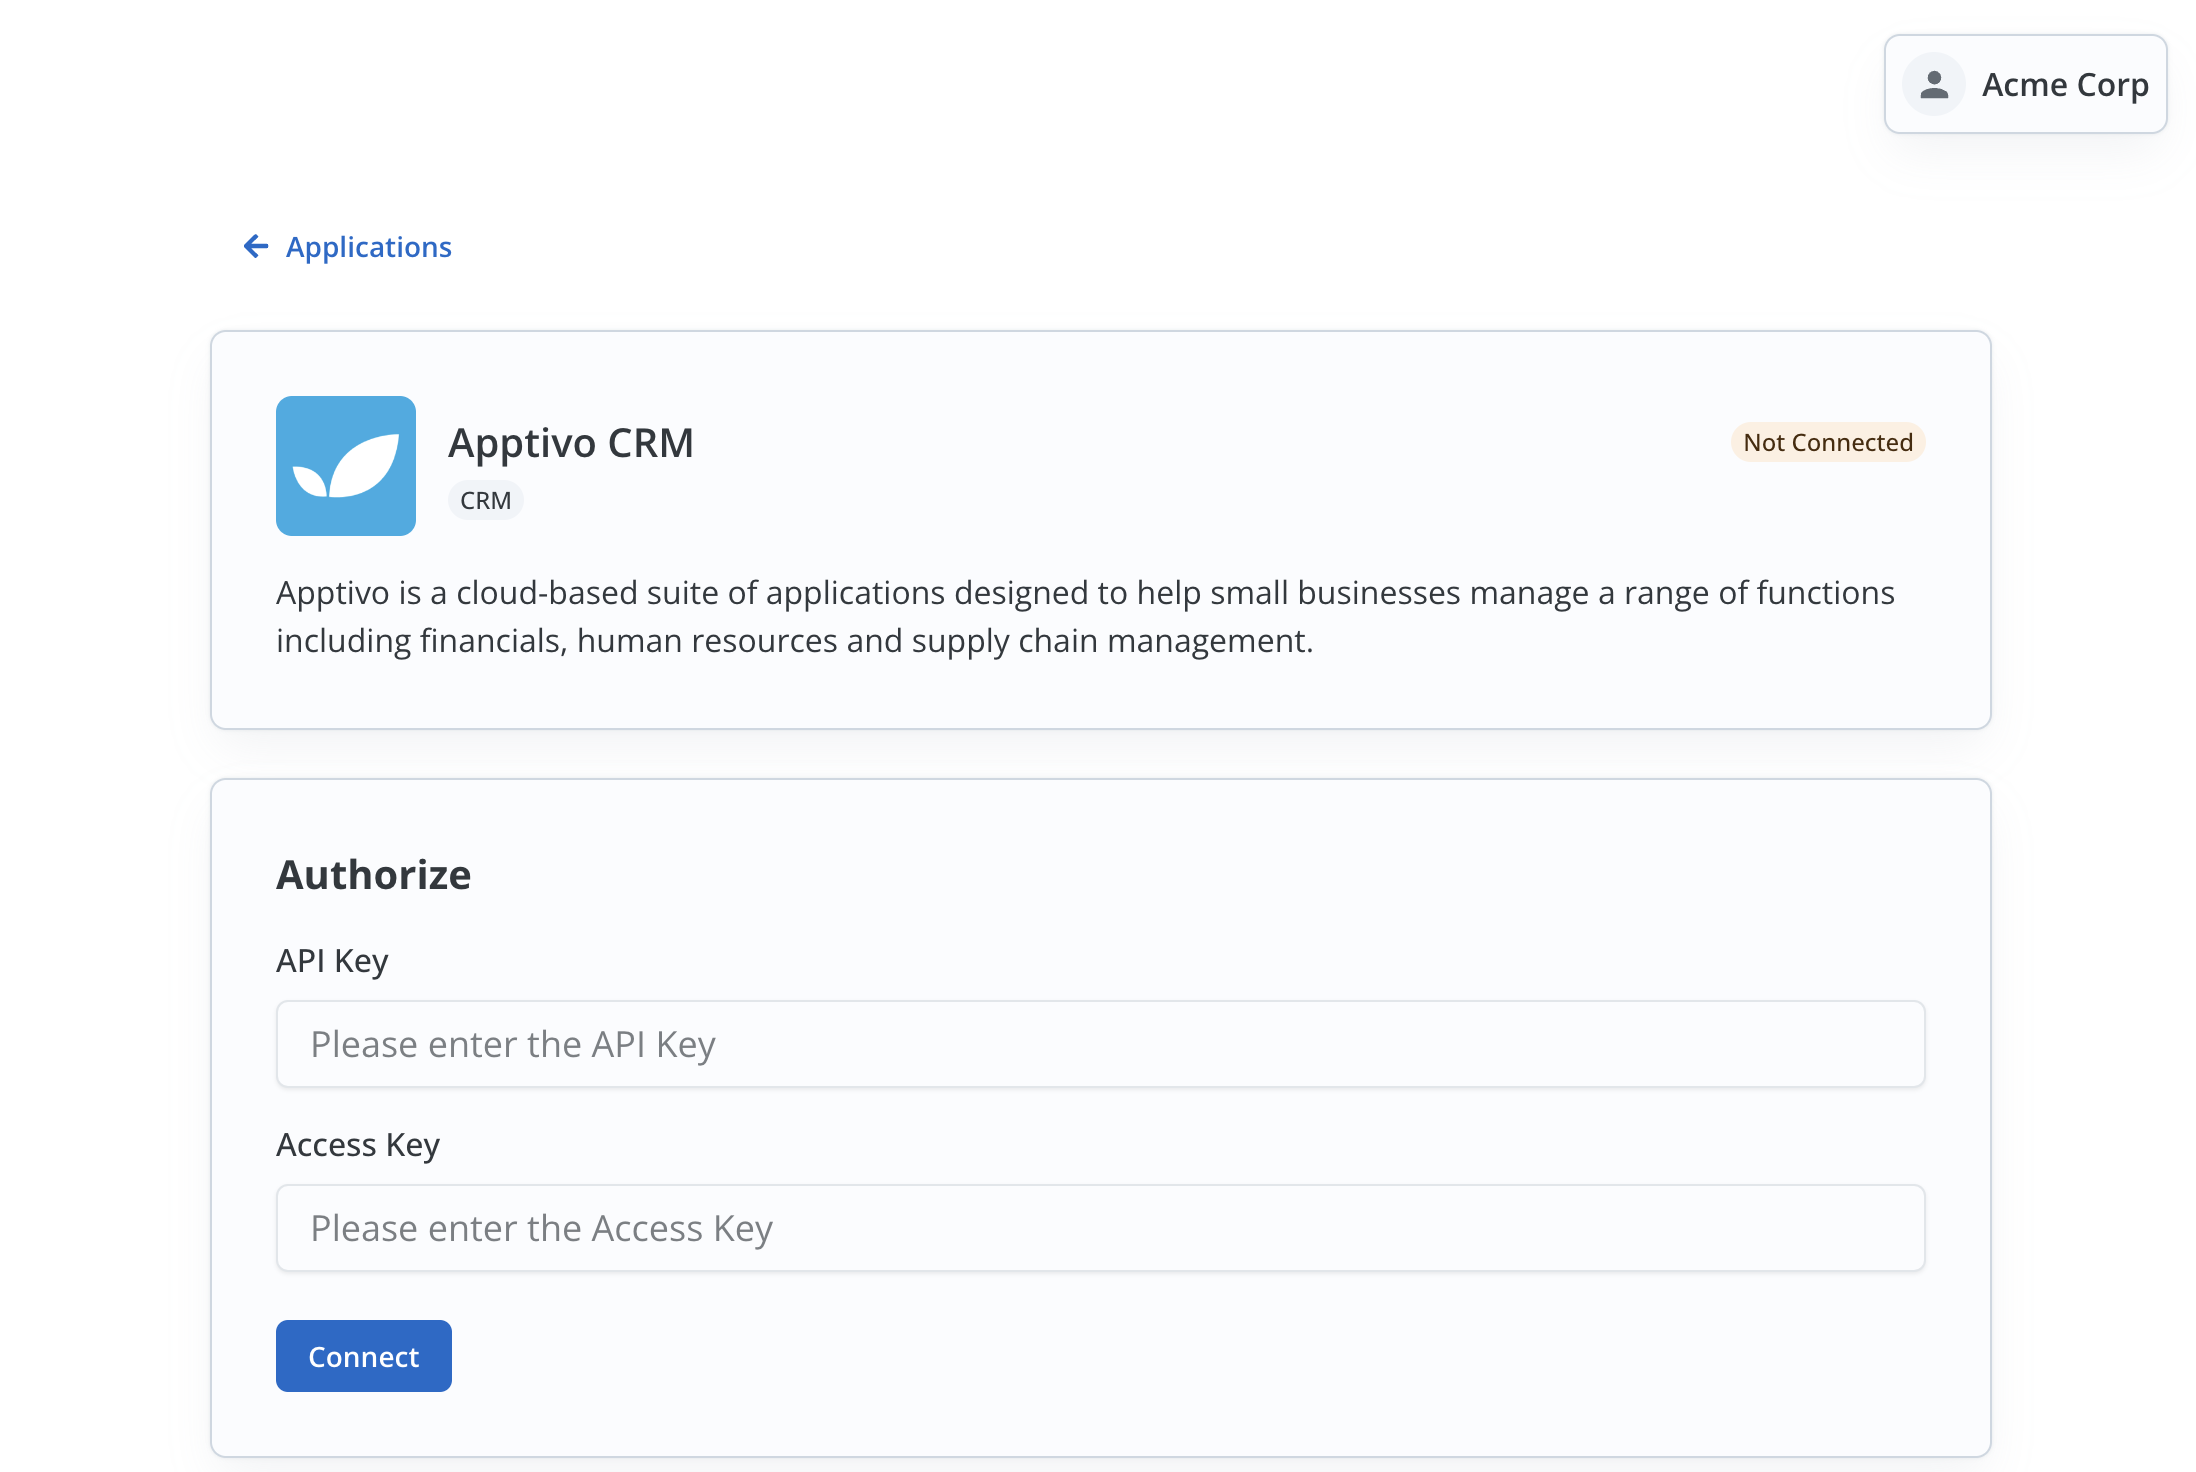 Acme Corp
Applications
Apptivo CRM
Not Connected
CRM
Apptivo is a cloud-based suite of applications designed to help small businesses manage a range of functions
including financials, human resources and supply chain management.
Authorize
API Key
Please enter the API Key
Access Key
Please enter the Access Key
Connect